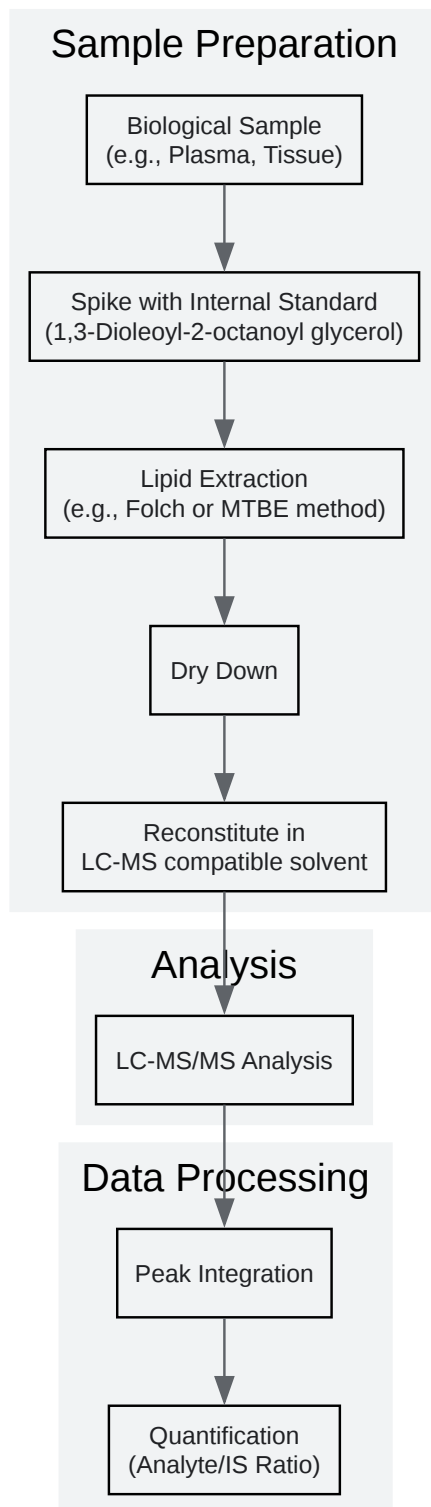 Sample Preparation
Biological Sample
(e.g., Plasma, Tissue)
Spike with Internal Standard
(1,3-Dioleoyl-2-octanoyl glycerol)
Lipid Extraction
(e.g., Folch or MTBE method)
Dry Down
Reconstitute in
LC-MS compatible solvent
Analysis
LC-MS/MS Analysis
Data Processing
Peak Integration
Quantification
(Analyte/IS Ratio)